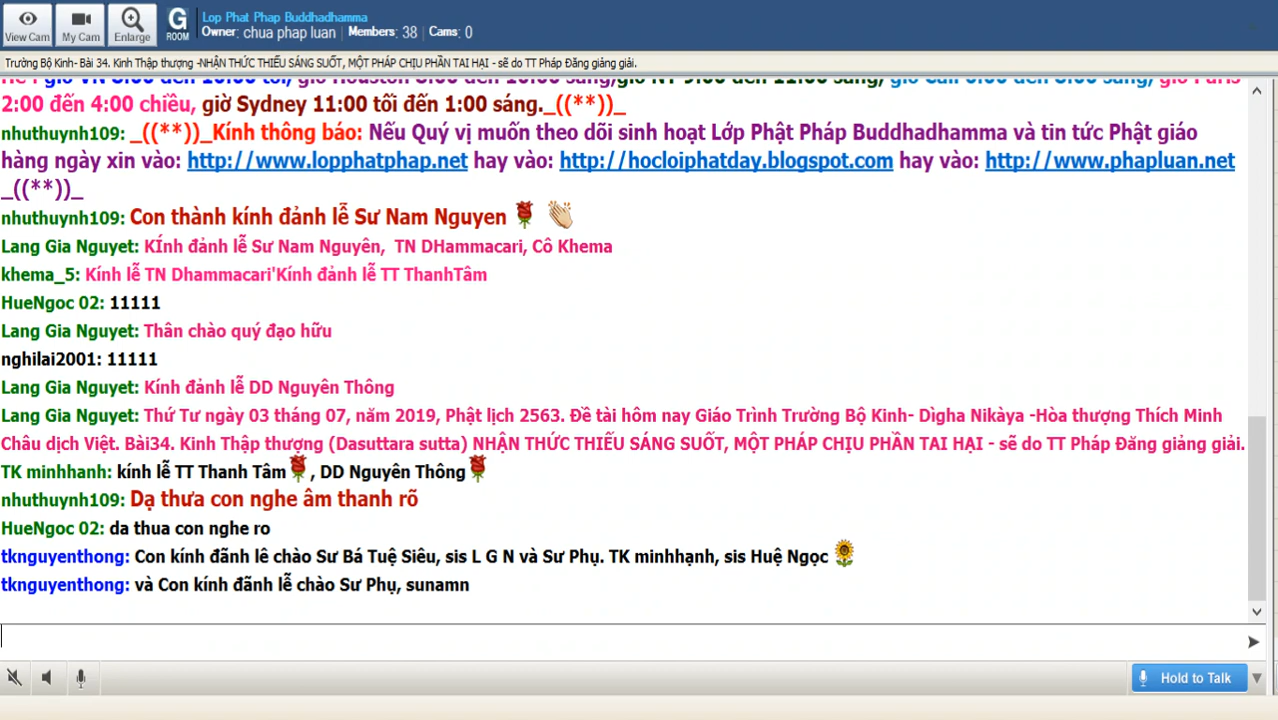 Lop Phat Phap Buddhadhamma
Owner: chua phap luan | Members: 38 | Cams: 0
View Cam
My Cam
Enlarge
G
ROOM
Trường Bộ Kinh- Bài 34. Kinh Thập thượng -NHẬN THỨC THIẾU SÁNG SUỐT, MỘT PHÁP CHỊU PHẦN TAI HẠI - sẽ do TT Pháp Đăng giảng giải.
2:00 đến 4:00 chiều, giờ Sydney 11:00 tối đến 1:00 sáng._((**))_
nhuthuynh109: _((**))_Kính thông báo: Nếu Quý vị muốn theo dõi sinh hoạt Lớp Phật Pháp Buddhadhamma và tin tức Phật giáo
hàng ngày xin vào: http://www.lopphatphap.net hay vào: http://hocloiphatday.blogspot.com hay vào: http://www.phapluan.net
_((**))_
nhuthuynh109: Con thành kính đảnh lễ Sư Nam Nguyen
Lang Gia Nguyet: KÍnh đảnh lễ Sư Nam Nguyên, TN DHammacari, Cô Khema
khema_5: Kính lễ TN Dhammacari'Kính đảnh lễ TT ThanhTâm
HueNgoc 02: 11111
Lang Gia Nguyet: Thân chào quý đạo hữu
nghilai2001: 11111
Lang Gia Nguyet: Kính đảnh lễ DD Nguyên Thông
Lang Gia Nguyet: Thứ Tư ngày 03 tháng 07, năm 2019, Phật lịch 2563. Đề tài hôm nay Giáo Trình Trường Bộ Kinh- Dìgha Nikàya -Hòa thượng Thích Minh
Châu dịch Việt. Bài34. Kinh Thập thượng (Dasuttara sutta) NHẬN THỨC THIẾU SÁNG SUỐT, MỘT PHÁP CHỊU PHẦN TAI HẠI - sẽ do TT Pháp Đăng giảng giải.
TK minhhanh: kính lễ TT Thanh Tâm, DD Nguyên Thông
nhuthuynh109: Dạ thưa con nghe âm thanh rõ
HueNgoc 02: da thua con nghe ro
tknguyenthong: Con kính đãnh lê chào Sư Bá Tuệ Siêu, sis L G N và Sư Phụ. TK minhhạnh, sis Huệ Ngọc
tknguyenthong: và Con kính đãnh lễ chào Sư Phụ, sunamn
Hold to Talk